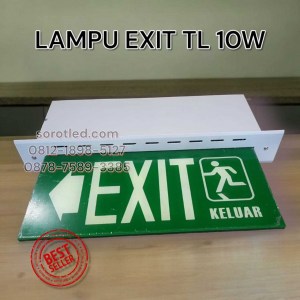 LAMPU EXIT TL 10W
sorotled.com
0812-1898-5127
0878-7589-3385
EXIT
KELUAR
BEST
SELLER